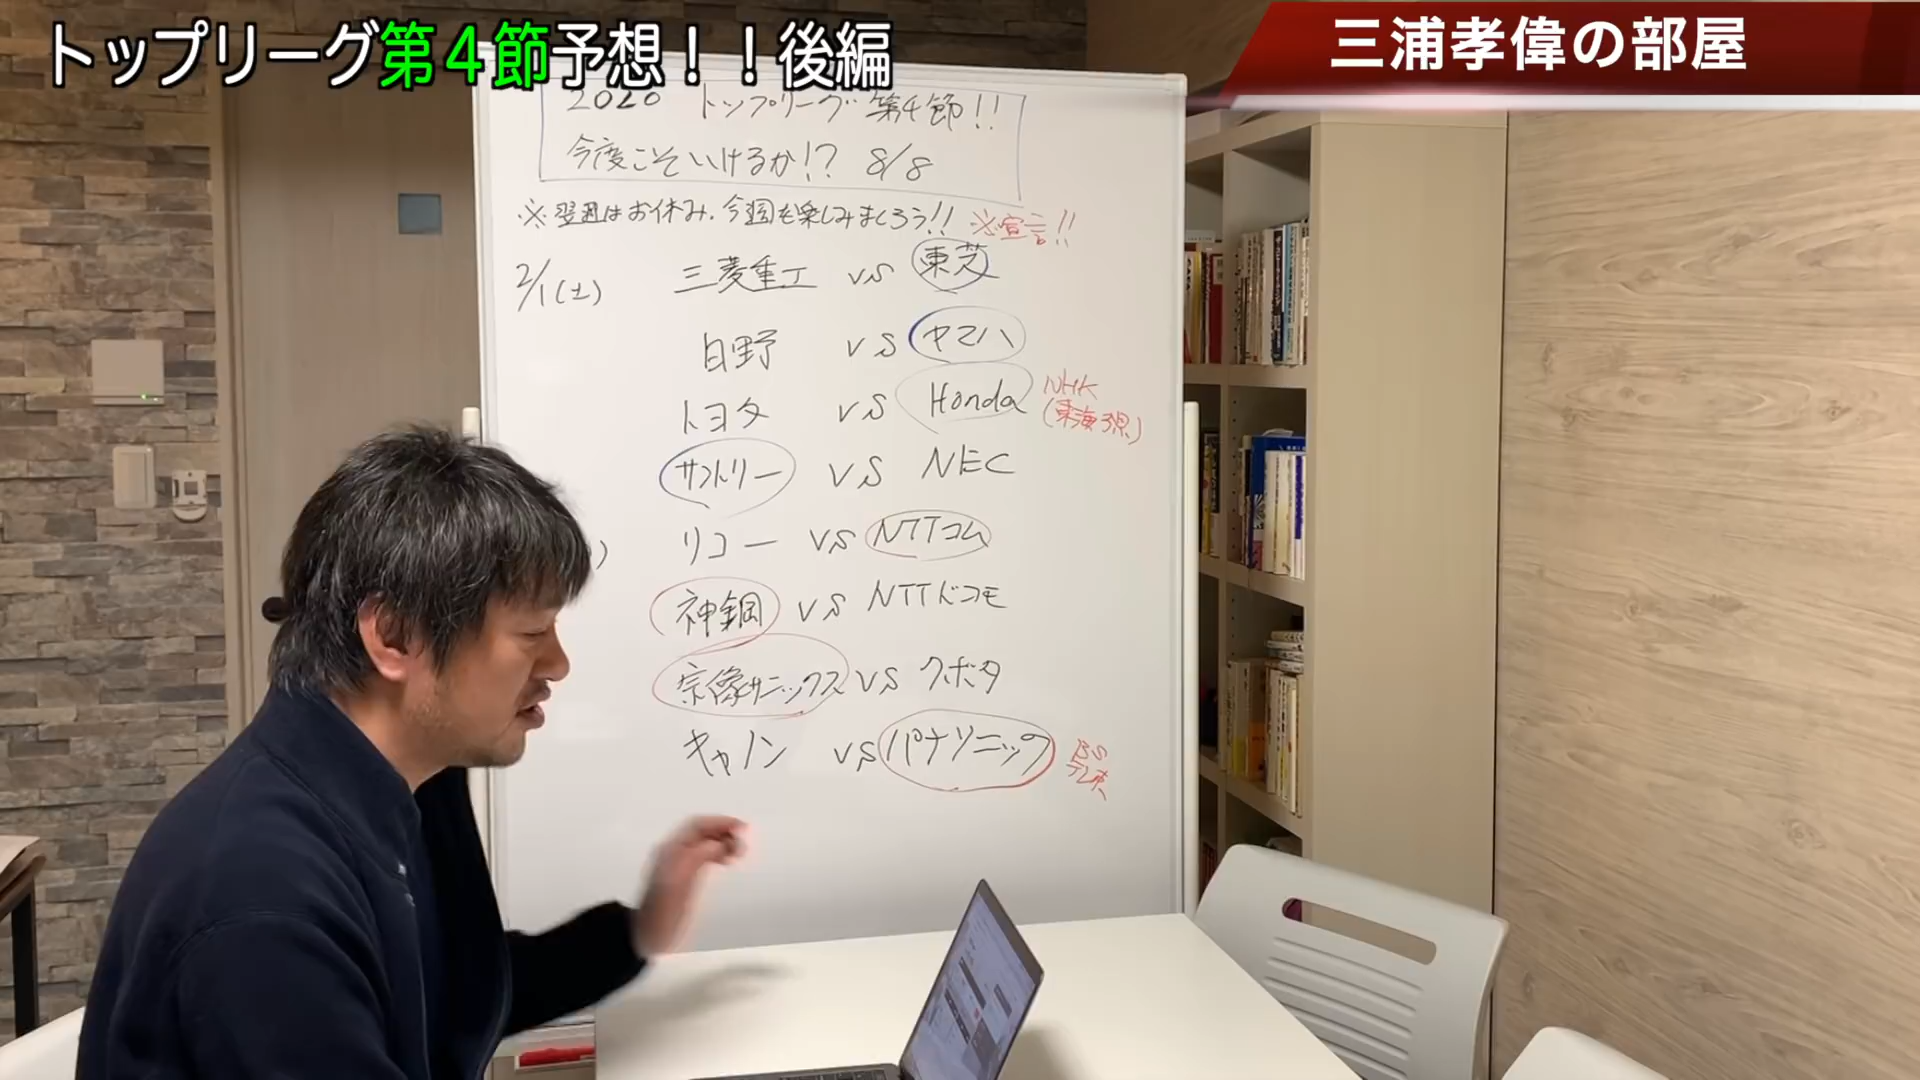 トップリーグ第4節予想！！後編
三浦孝偉の部屋
2020 トップリーグ 第4節!!
今度こそいけるか!? 8/8
※翌週はお休み.今週も楽しみまくろう!! ※宣言!!
2/1(土) 三菱重工 vs 東芝
日野 vs ヤマハ
トヨタ vs Honda NHK
(東海3県)
サントリー vs NEC
) リコー vs NTTコム
神鋼 vs NTTドコモ
宗像サニックス vs クボタ
キャノン vs パナソニック BS